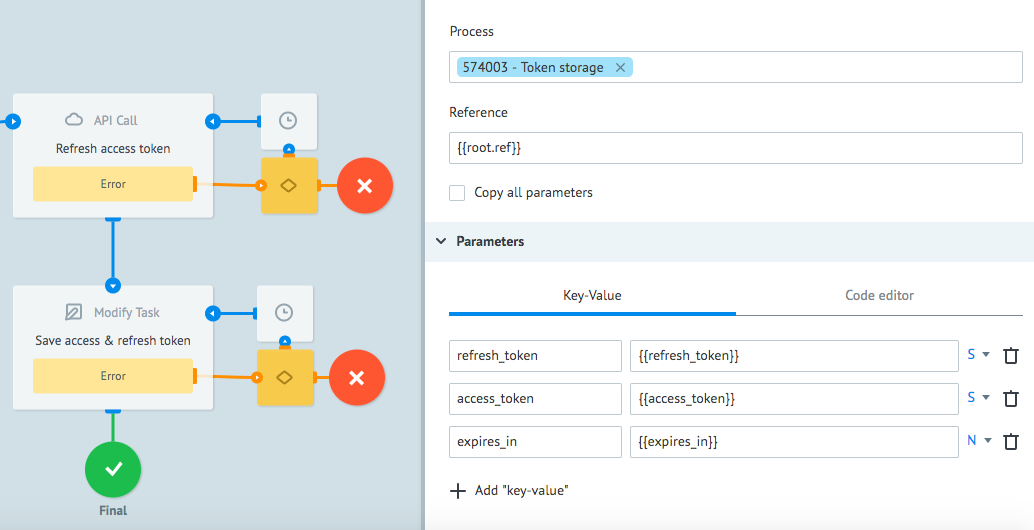 API Call
Refresh access token
Error
Modify Task
Save access & refresh token
Error
Final
Process
574003 - Token storage
Reference
{{root.ref}}
Copy all parameters
Parameters
Key-Value Code editor
refresh_token {{refresh_token}} S
access_token {{access_token}} S
expires_in {{expires_in}} N
Add "key-value"